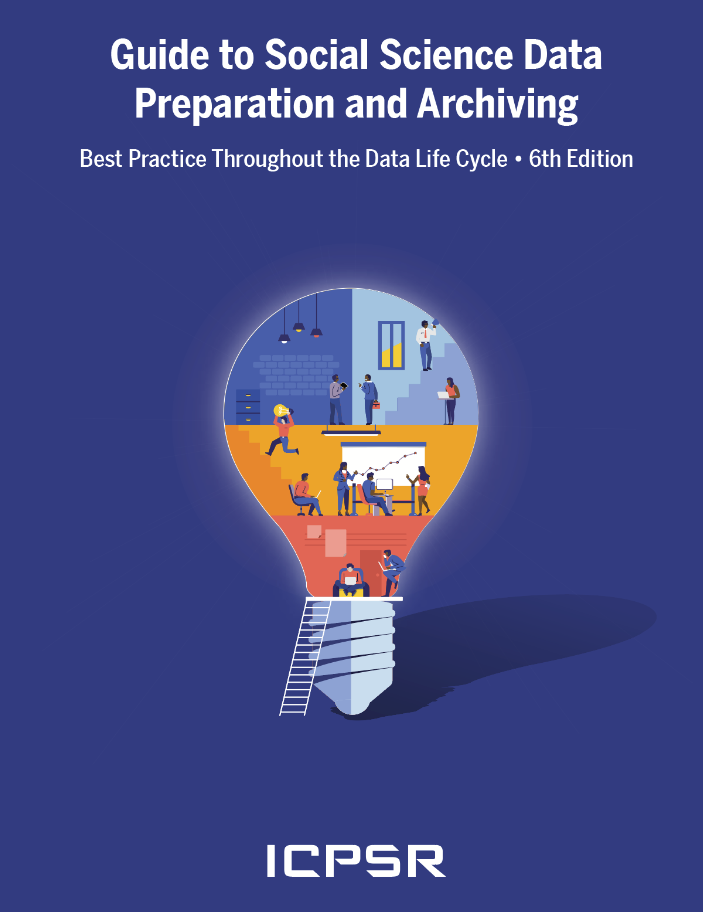 Guide to Social Science Data
Preparation and Archiving
Best Practice Throughout the Data Life Cycle • 6th Edition
ICPSR